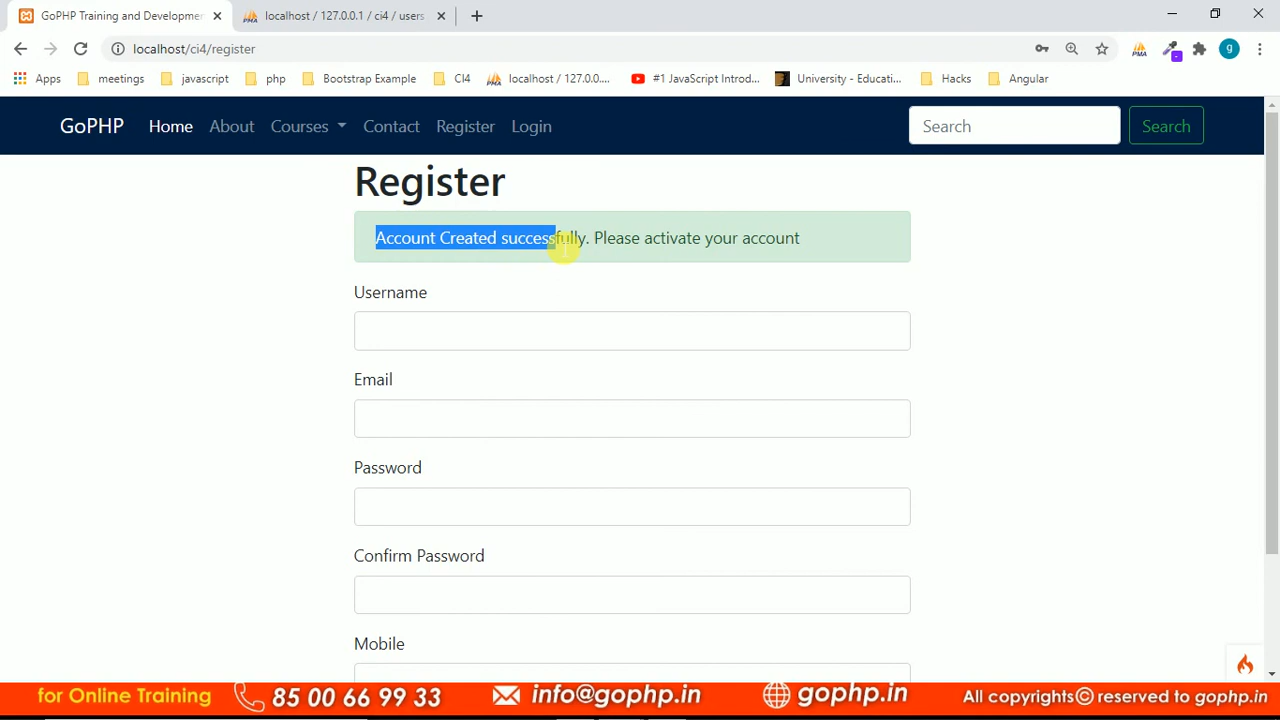 GoPHP Training and Developmer
localhost / 127.0.0.1 / ci4 / users
localhost/ci4/register
g
Apps
meetings
javascript
php
Bootstrap Example
CI4
localhost / 127.0.0....
#1 JavaScript Introd...
University - Educati...
Hacks
Angular
GoPHP
Home
About
Courses
Contact
Register
Login
Search
Search
Register
Account Created successfully. Please activate your account
Username
Email
Password
Confirm Password
Mobile
for Online Training
85 00 66 99 33
info@gophp.in
gophp.in
All copyrights© reserved to gophp.in